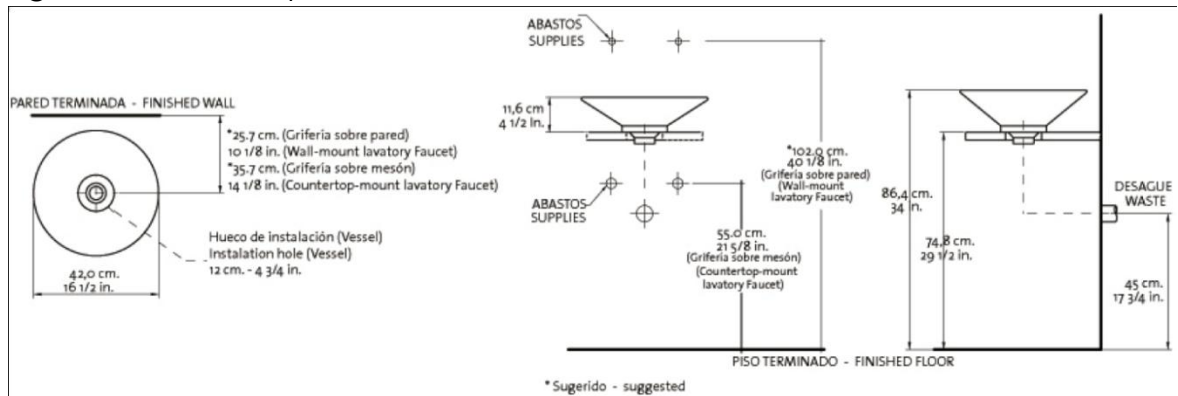 PARED TERMINADA - FINISHED WALL
*25.7 cm. (Grifería sobre pared)
10 1/8 in. (Wall-mount lavatory Faucet)
*35.7 cm. (Grifería sobre mesón)
14 1/8 in. (Countertop-mount lavatory Faucet)
Hueco de instalación (Vessel)
Instalation hole (Vessel)
12 cm. - 4 3/4 in.
42,0 cm.
16 1/2 in.
ABASTOS
SUPPLIES
11,6 cm
4 1/2 In.
*102.0 cm.
40 1/8 in.
(Grifería sobre pared)
(Wall-mount
lavatory Faucet)
ABASTOS
SUPPLIES
55.0 cm.
21 5/8 in.
(Grifería sobre mesón)
(Countertop-mount
lavatory Faucet)
86,4 cm.
34 in.
74,8 cm.
29 1/2 in.
DESAGUE
WASTE
45 cm.
17 3/4 in.
PISO TERMINADO - FINISHED FLOOR
* Sugerido - suggested